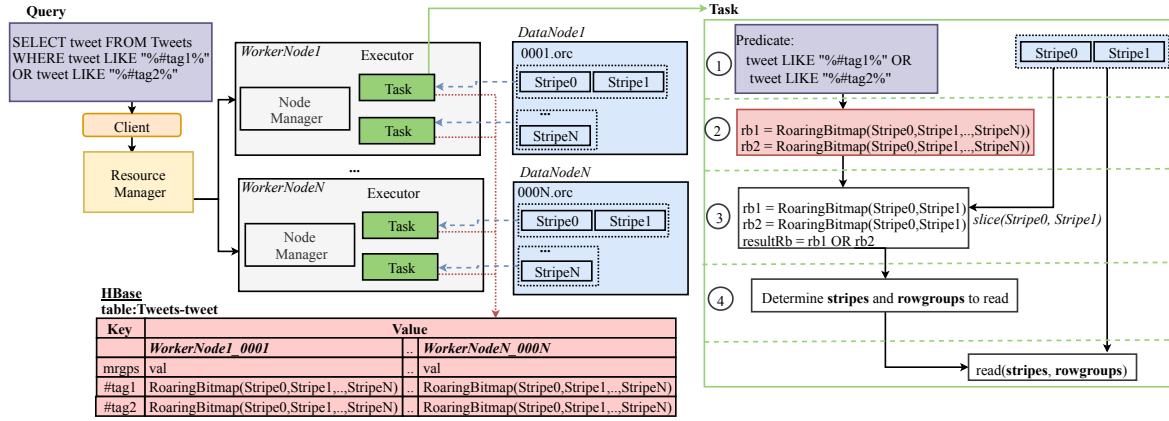 Query
SELECT tweet FROM Tweets
WHERE tweet LIKE "%#tag1%"
OR tweet LIKE "%#tag2%"
Client
Resource
Manager
WorkerNode1
Executor
Node
Manager
Task
Task
DataNode1
0001.orc
Stripe0
Stripe1
...
StripeN
...
WorkerNodeN
Executor
Node
Manager
Task
Task
DataNodeN
000N.orc
Stripe0
Stripe1
...
StripeN
HBase
table:Tweets-tweet
Key Value
WorkerNode1_0001 .. WorkerNodeN_000N
mrgps val .. val
#tag1 RoaringBitmap(Stripe0,Stripe1,..,StripeN) .. RoaringBitmap(Stripe0,Stripe1,..,StripeN)
#tag2 RoaringBitmap(Stripe0,Stripe1,..,StripeN) .. RoaringBitmap(Stripe0,Stripe1,..,StripeN)
Task
1
Predicate:
tweet LIKE "%#tag1%" OR
tweet LIKE "%#tag2%"
Stripe0
Stripe1
2
rb1 = RoaringBitmap(Stripe0,Stripe1,..,StripeN))
rb2 = RoaringBitmap(Stripe0,Stripe1,..,StripeN))
3
rb1 = RoaringBitmap(Stripe0,Stripe1)
rb2 = RoaringBitmap(Stripe0,Stripe1)
resultRb = rb1 OR rb2
slice(Stripe0, Stripe1)
4
Determine stripes and rowgroups to read
read(stripes, rowgroups)